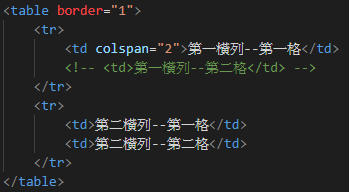 <table border="1">
<tr>
<td colspan="2">第一橫列--第一格</td>
<!-- <td>第一橫列--第二格</td> -->
</tr>
<tr>
<td>第二橫列--第一格</td>
<td>第二橫列--第二格</td>
</tr>
</table>